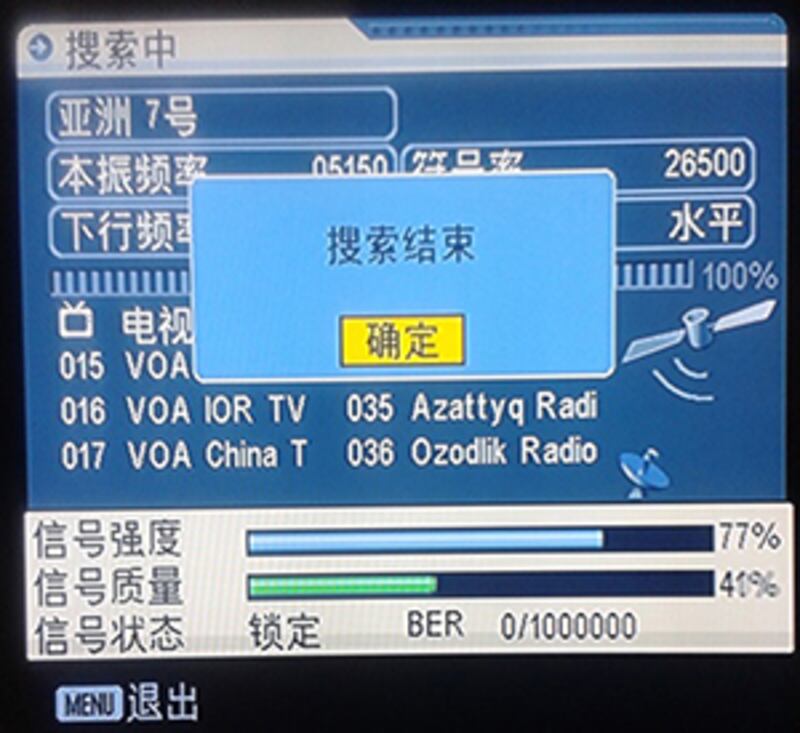 搜索中
亚洲 7号
本振频率 05150 符号率 26500
下行频率 水平
搜索结束
100%
电视
确定
015 VOA
016 VOA IOR TV 035 Azattyq Radi
017 VOA China T 036 Ozodlik Radio
信号强度 77%
信号质量 41%
信号状态 锁定 BER 0/1000000
MENU 退出